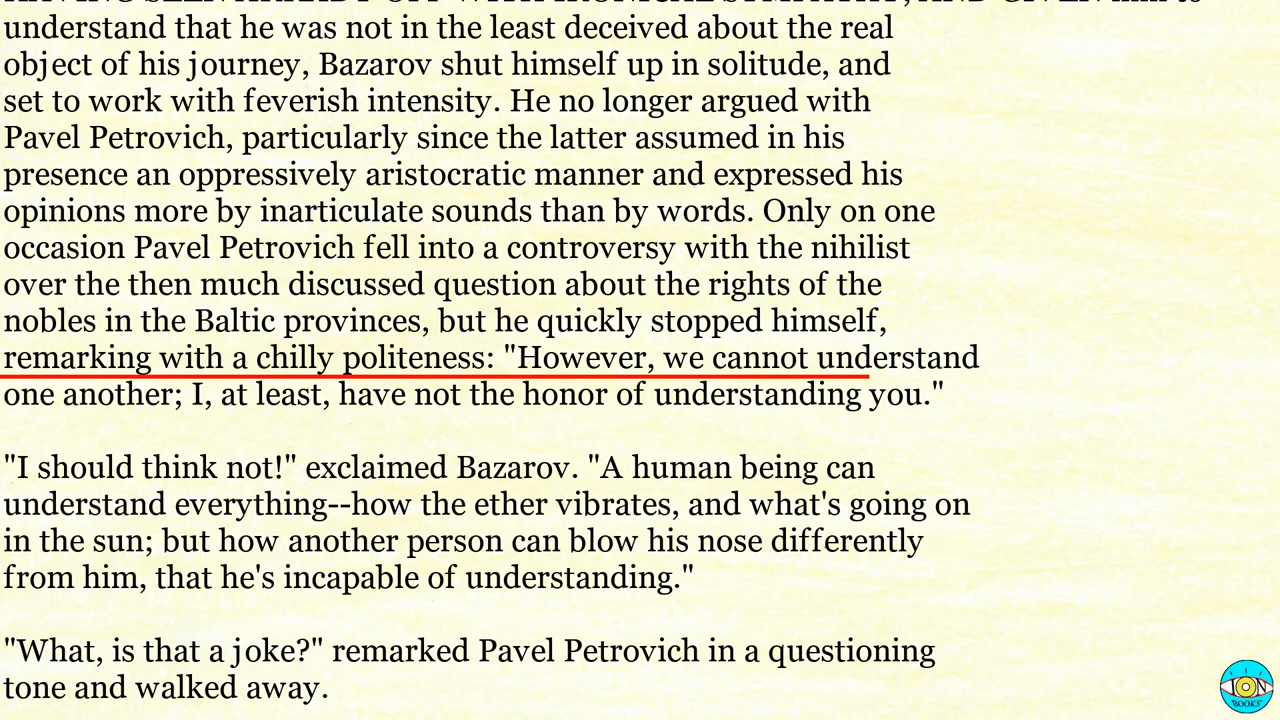 understand that he was not in the least deceived about the real
object of his journey, Bazarov shut himself up in solitude, and
set to work with feverish intensity. He no longer argued with
Pavel Petrovich, particularly since the latter assumed in his
presence an oppressively aristocratic manner and expressed his
opinions more by inarticulate sounds than by words. Only on one
occasion Pavel Petrovich fell into a controversy with the nihilist
over the then much discussed question about the rights of the
nobles in the Baltic provinces, but he quickly stopped himself,
remarking with a chilly politeness: "However, we cannot understand
one another; I, at least, have not the honor of understanding you."
"I should think not!" exclaimed Bazarov. "A human being can
understand everything--how the ether vibrates, and what's going on
in the sun; but how another person can blow his nose differently
from him, that he's incapable of understanding."
"What, is that a joke?" remarked Pavel Petrovich in a questioning
tone and walked away.
ION
BOOKS